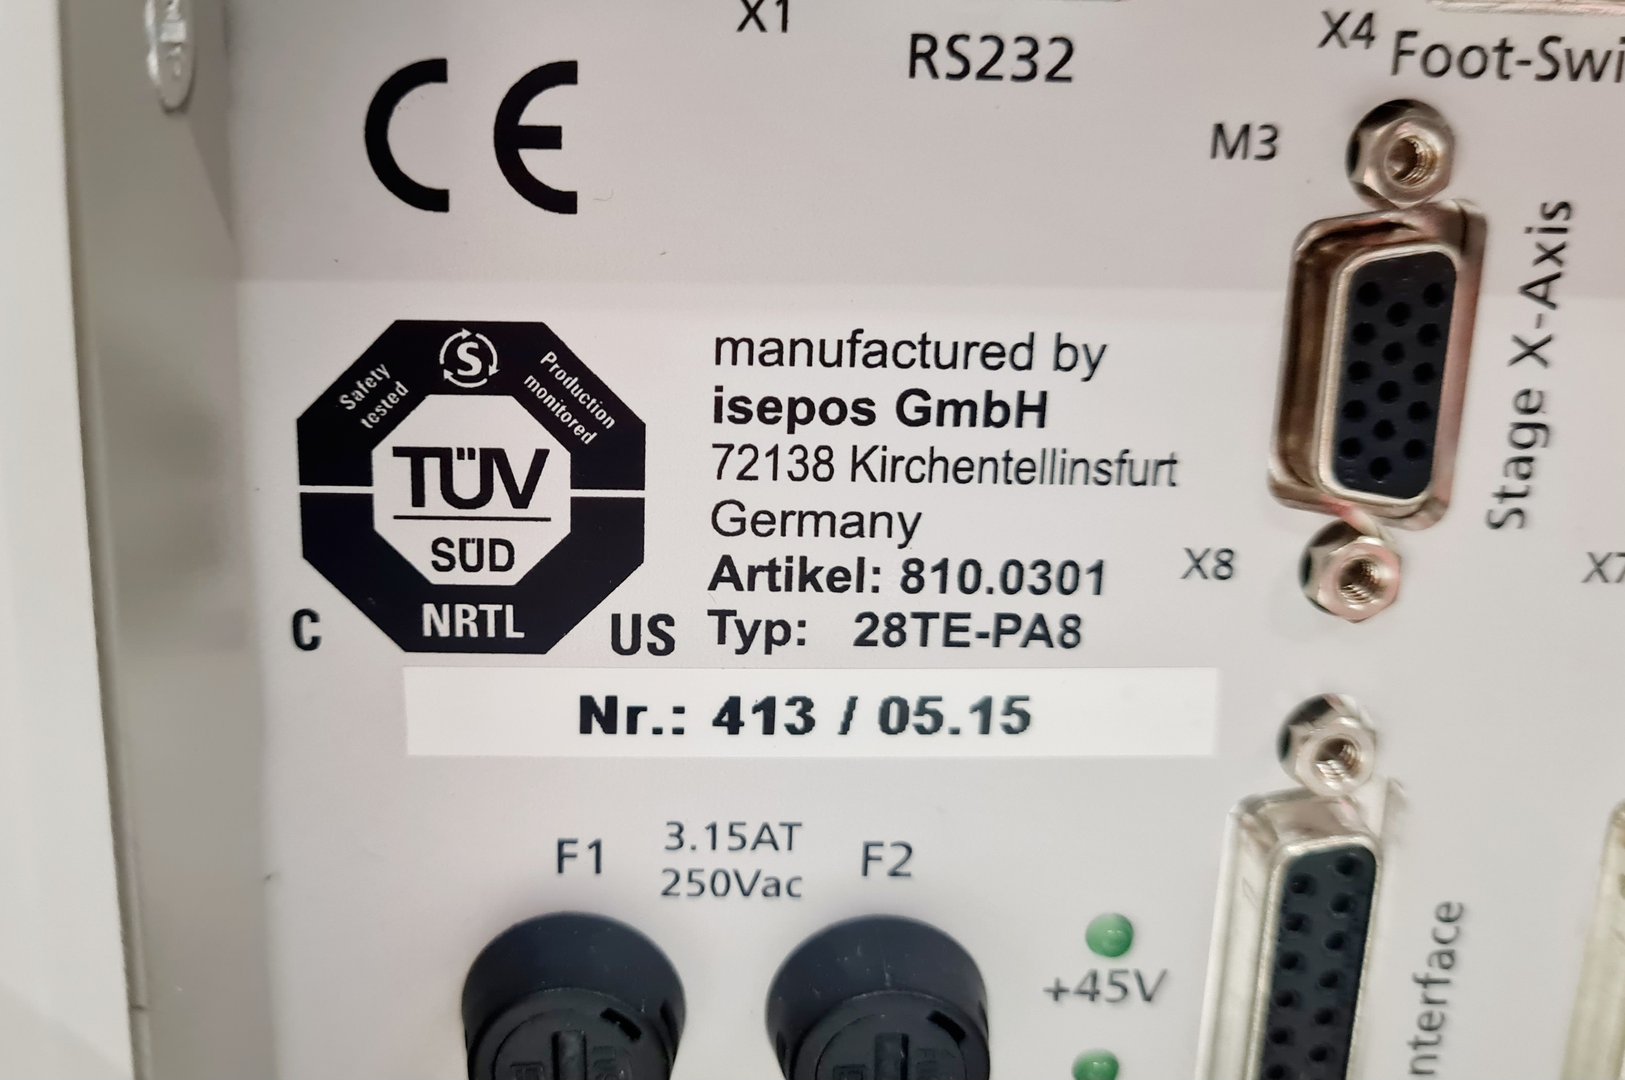 X1
RS232
X4
Foot-Swi
CE
M3
Stage X-Axis
Safety
tested
S
Production
monitored
TÜV
SÜD
NRTL
C
US
manufactured by
isepos GmbH
72138 Kirchentellinsfurt
Germany
Artikel: 810.0301
Typ: 28TE-PA8
X8
X7
Nr.: 413 / 05.15
F1
3.15AT
250Vac
F2
+45V
nterface